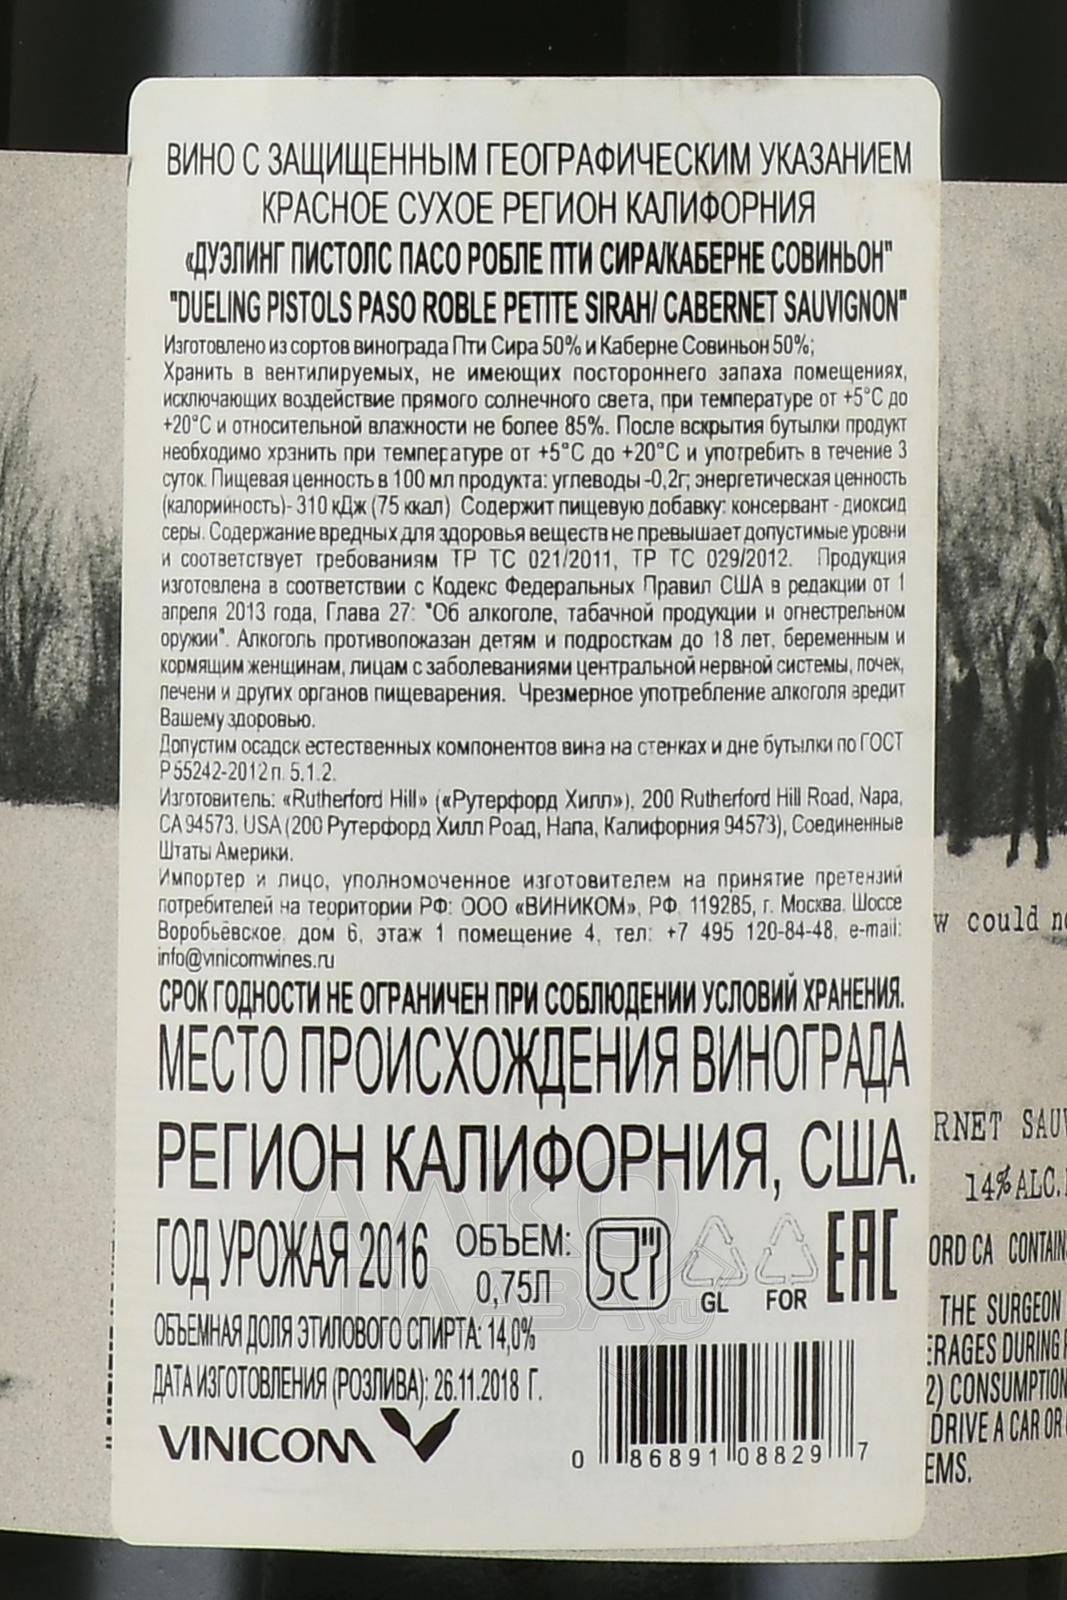 ВИНО С ЗАЩИЩЕННЫМ ГЕОГРАФИЧЕСКИМ УКАЗАНИЕМ
КРАСНОЕ СУХОЕ РЕГИОН КАЛИФОРНИЯ
«ДУЭЛИНГ ПИСТОЛС ПАСО РОБЛЕ ПТИ СИРА/КАБЕРНЕ СОВИНЬОН"
"DUELING PISTOLS PASO ROBLE PETITE SIRAH/ CABERNET SAUVIGNON"
Изготовлено из сортов винограда Пти Сира 50% и Каберне Совиньон 50%;
Хранить в вентилируемых, не имеющих постороннего запаха помещениях,
исключающих воздействие прямого солнечного света, при температуре от +5°С до
+20°С и относительной влажности не более 85%. После вскрытия бутылки продукт
необходимо хранить при температуре от +5°С до +20°С и употребить в течение 3
суток. Пищевая ценность в 100 мл продукта: углеводы -0,2г; энергетическая ценность
(калорийность)- 310 кДж (75 ккал) Содержит пищевую добавку: консервант - диоксид
серы. Содержание вредных для здоровья веществ не превышает допустимые уровни
и соответствует требованиям ТР ТС 021/2011, ТР ТС 029/2012. Продукция
изготовлена в соответствии с Кодекс Федеральных Правил США в редакции от 1
апреля 2013 года, Глава 27: "Об алкоголе, табачной продукции и огнестрельном
оружии". Алкоголь противопоказан детям и подросткам до 18 лет, беременным и
кормящим женщинам, лицам с заболеваниями центральной нервной системы, почек,
печени и других органов пищеварения. Чрезмерное употребление алкоголя вредит
Вашему здоровью.
Допустим осадок естественных компонентов вина на стенках и дне бутылки по ГОСТ
Р 55242-2012 п. 5.1.2.
Изготовитель: «Rutherford Hill» («Рутерфорд Хилл»), 200 Rutherford Hill Road, Napa,
CA 94573, USA (200 Рутерфорд Хилл Роад, Напа, Калифорния 94573), Соединенные
Штаты Америки.
Импортер и лицо, уполномоченное изготовителем на принятие претензий
потребителей на территории РФ: ООО «ВИНИКОМ», РФ, 119285, г. Москва, Шоссе
Воробьёвское, дом 6, этаж 1 помещение 4, тел: +7 495 120-84-48, e-mail:
info@vinicomwines.ru
СРОК ГОДНОСТИ НЕ ОГРАНИЧЕН ПРИ СОБЛЮДЕНИИ УСЛОВИЙ ХРАНЕНИЯ.
МЕСТО ПРОИСХОЖДЕНИЯ ВИНОГРАДА
РЕГИОН КАЛИФОРНИЯ, США.
ГОД УРОЖАЯ 2016
ОБЪЕМ:
0,75Л
GL
FOR
EAC
ОБЪЕМНАЯ ДОЛЯ ЭТИЛОВОГО СПИРТА: 14,0%
ДАТА ИЗГОТОВЛЕНИЯ (РОЗЛИВА): 26.11.2018 Г.
VINICOM
0 86891 08829 7
АЛКО
ПЛАЗА.ru
w could no
RNET SAUV
14% ALC.
ORD CA CONTAIN
THE SURGEON
ERAGES DURING
2) CONSUMPTION
DRIVE A CAR OR
EMS.